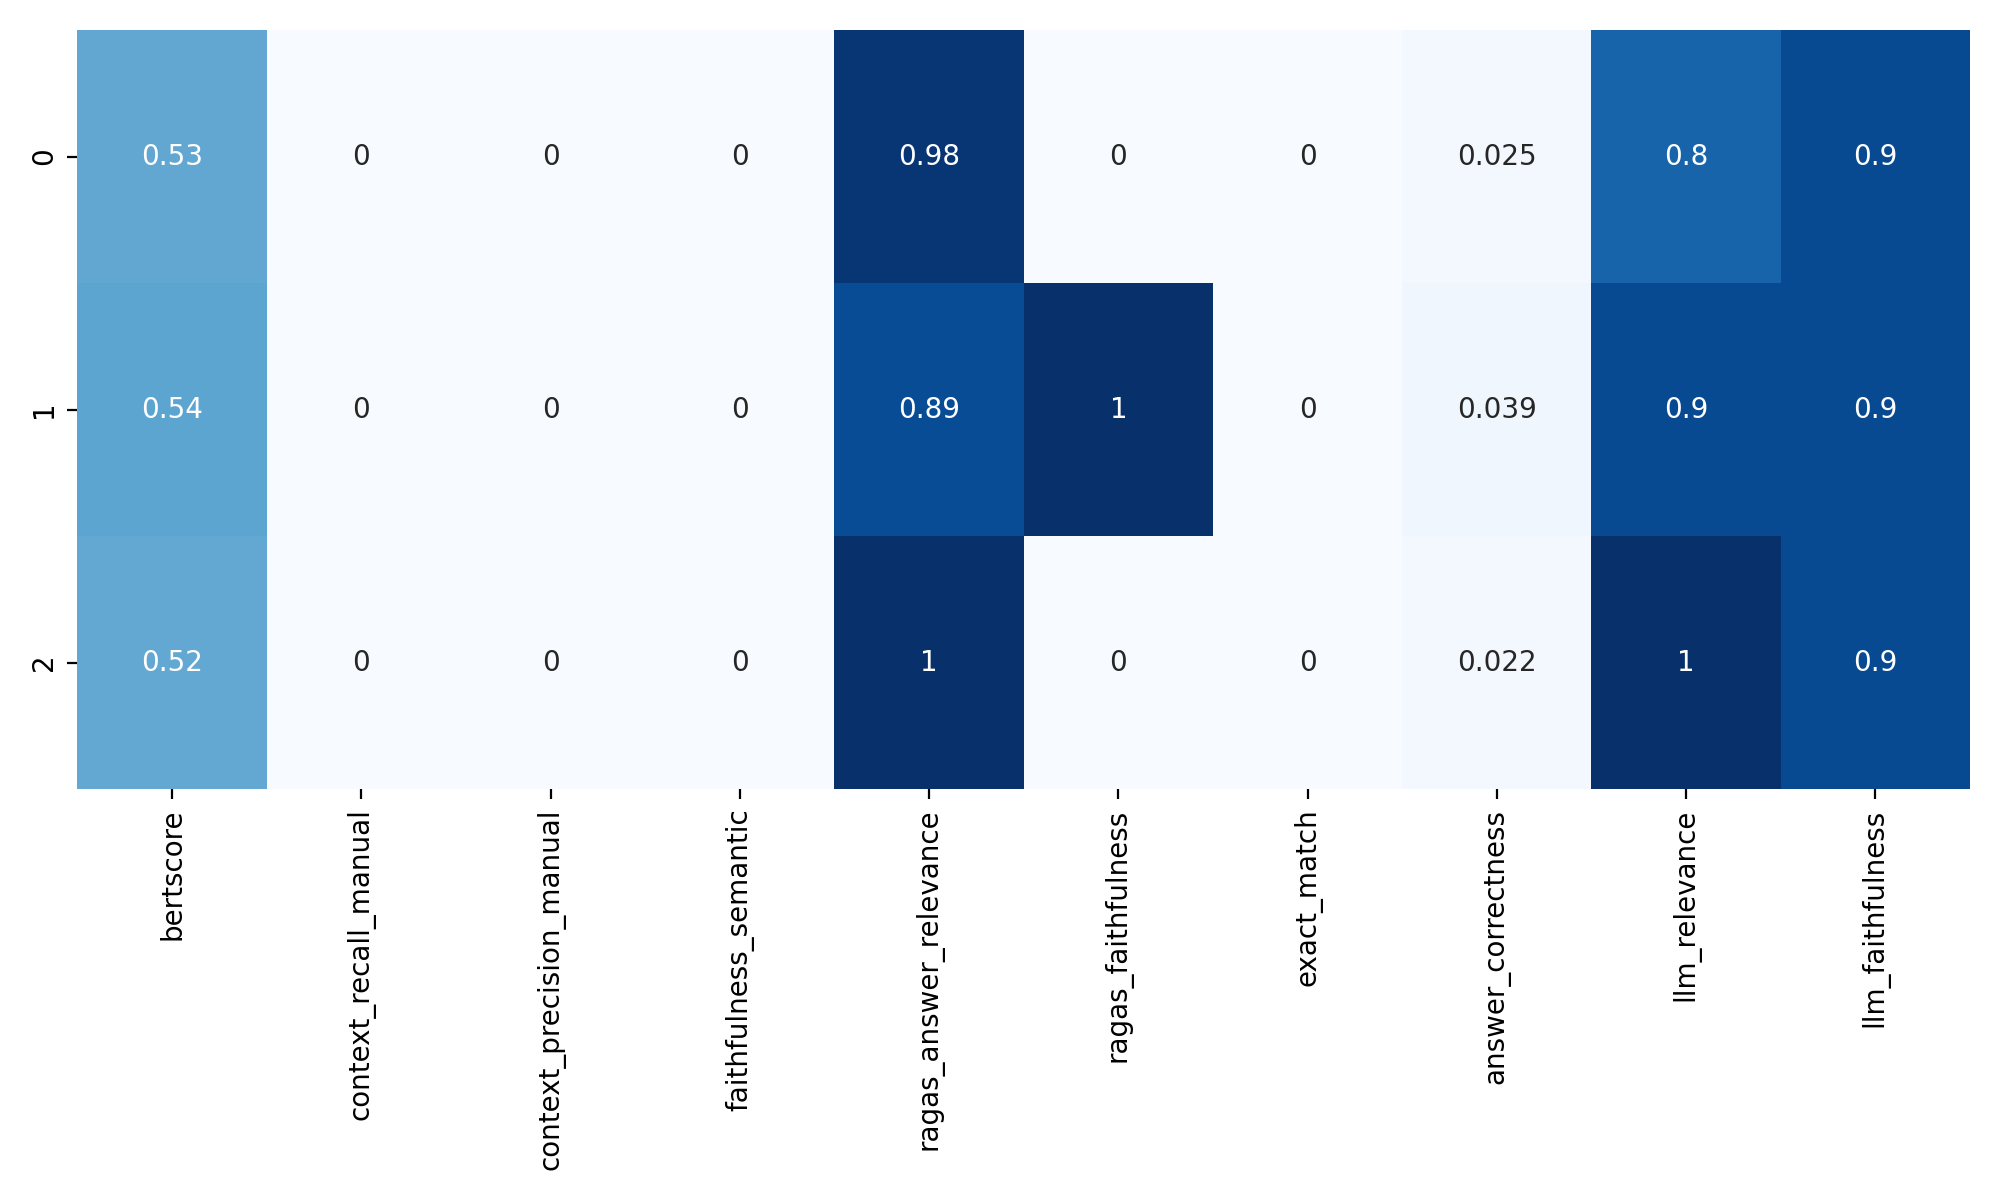 0 0.53 0 0 0 0.98 0 0 0.025 0.8 0.9
1 0.54 0 0 0 0.89 1 0 0.039 0.9 0.9
2 0.52 0 0 0 1 0 0 0.022 1 0.9
bertscore
context_recall_manual
context_precision_manual
faithfulness_semantic
ragas_answer_relevance
ragas_faithfulness
exact_match
answer_correctness
llm_relevance
llm_faithfulness